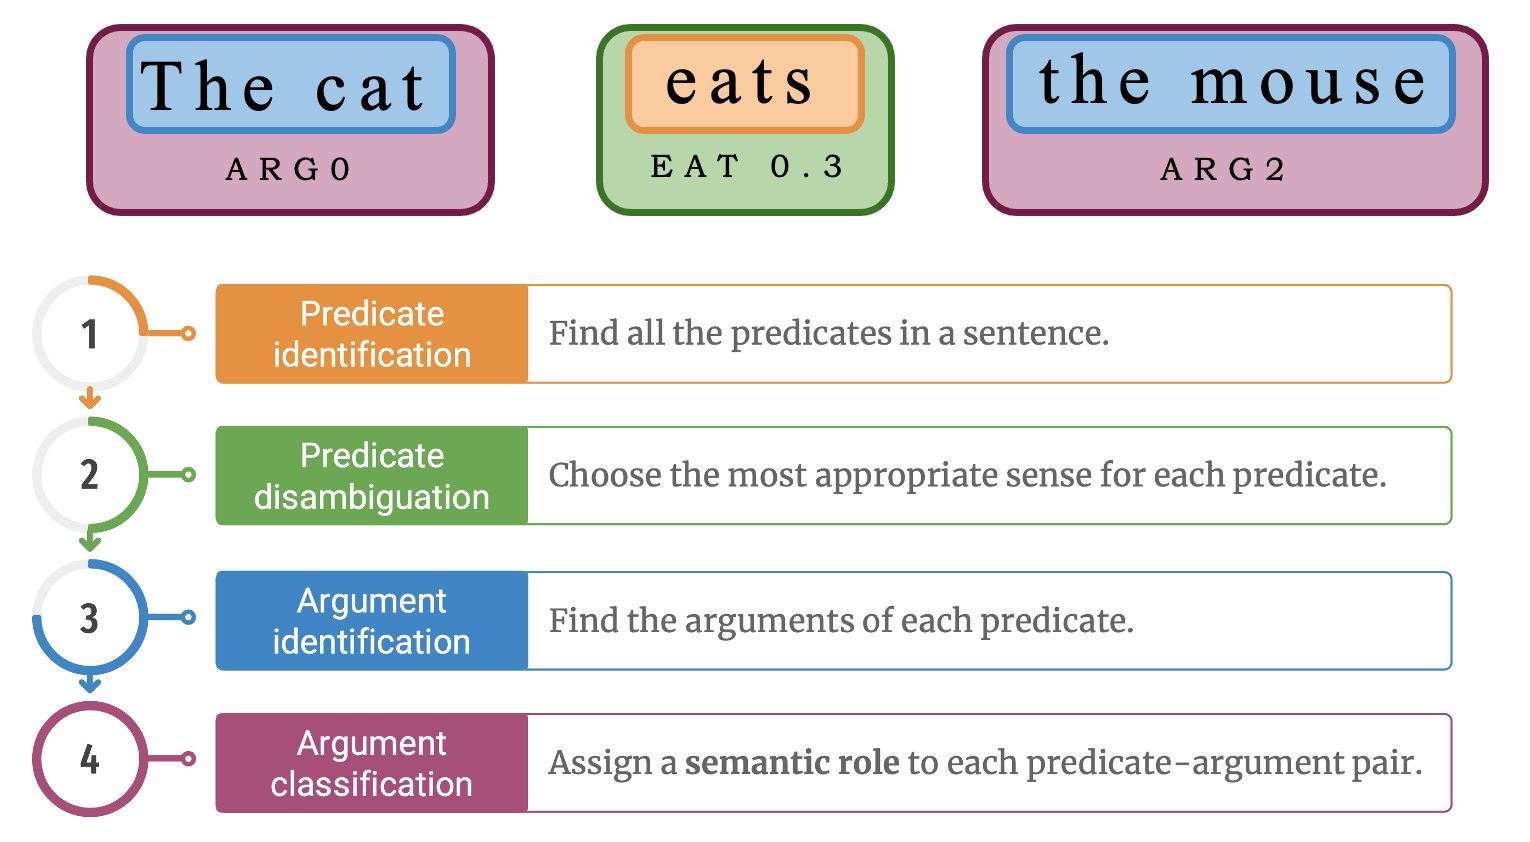 The cat eats the mouse
ARG0 EAT 0.3 ARG2
1
Predicate
identification
Find all the predicates in a sentence.
2
Predicate
disambiguation
Choose the most appropriate sense for each predicate.
3
Argument
identification
Find the arguments of each predicate.
4
Argument
classification
Assign a semantic role to each predicate-argument pair.